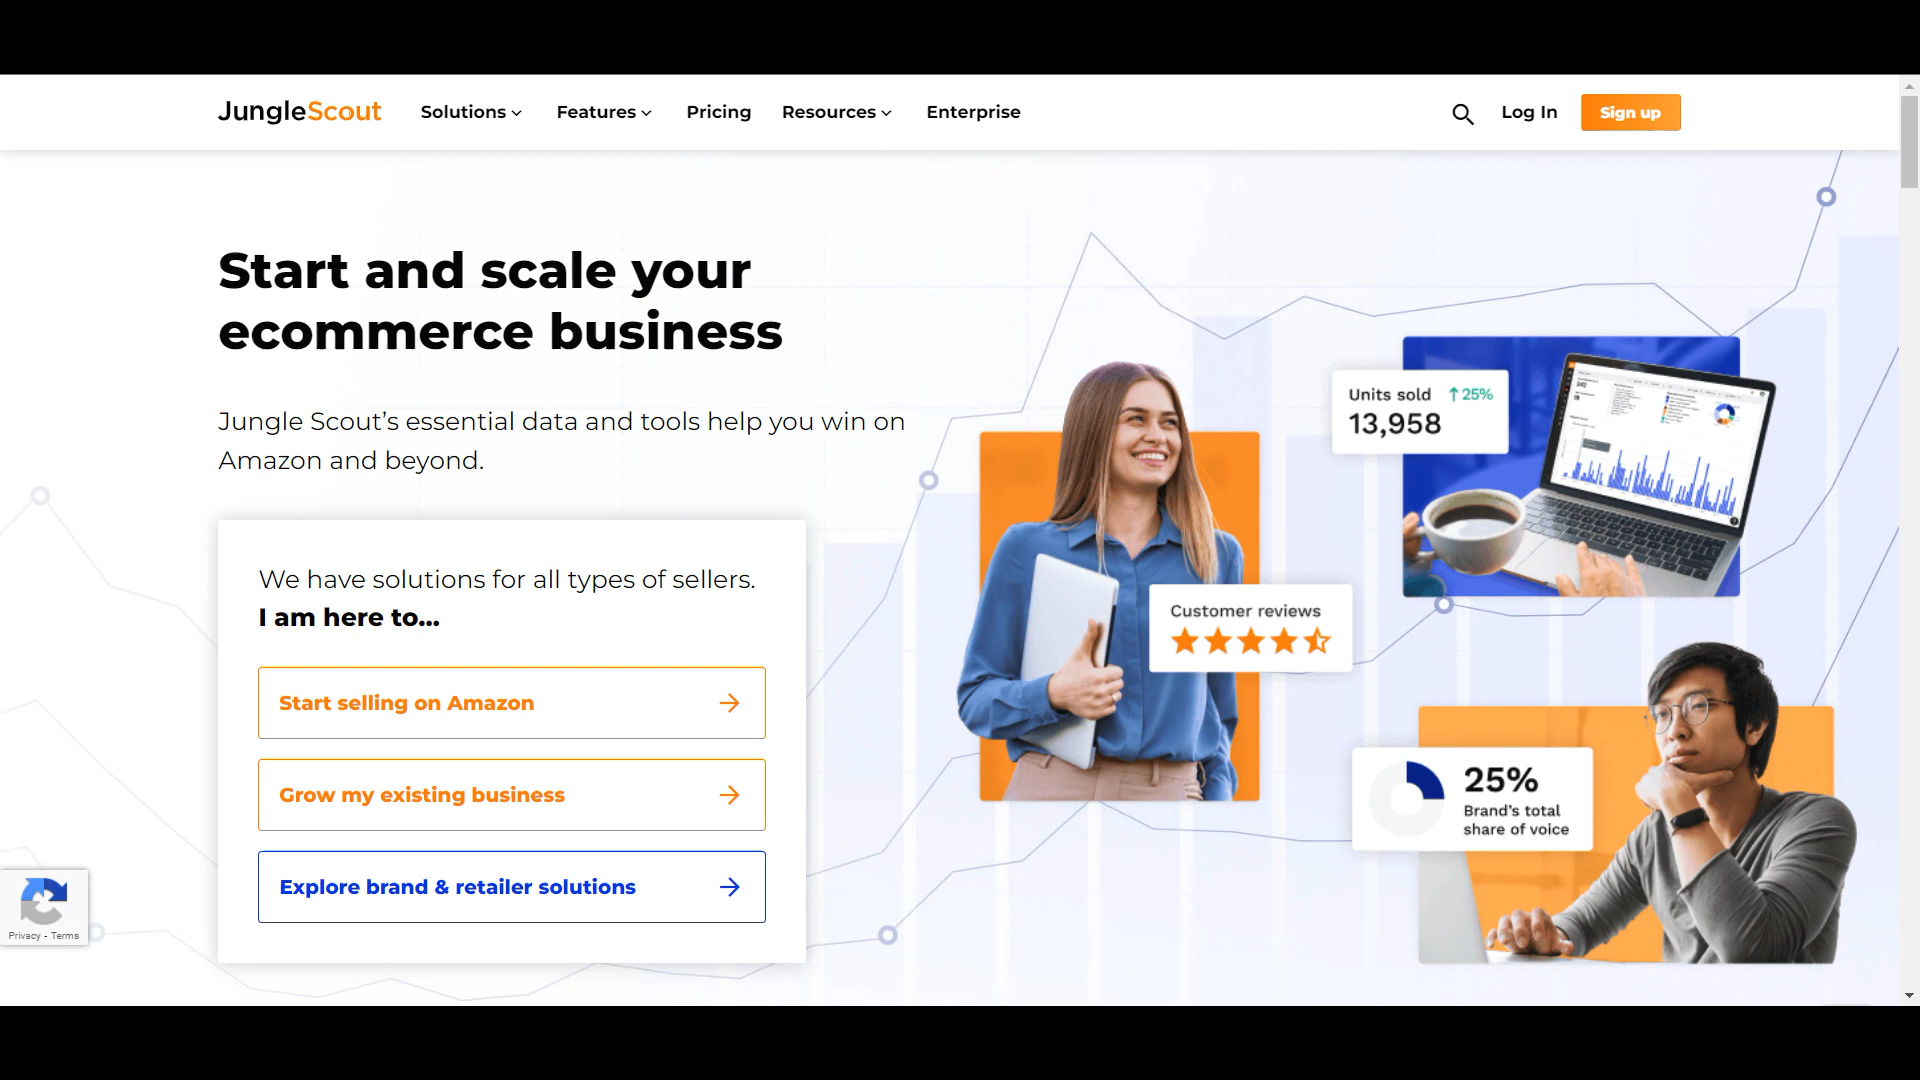 JungleScout
Solutions
Features
Pricing
Resources
Enterprise
Log In
Sign up
Start and scale your
ecommerce business
Jungle Scout’s essential data and tools help you win on
Amazon and beyond.
We have solutions for all types of sellers.
I am here to...
Start selling on Amazon
Grow my existing business
Explore brand & retailer solutions
Units sold 25%
13,958
Customer reviews
25%
Brand’s total
share of voice
Privacy - Terms